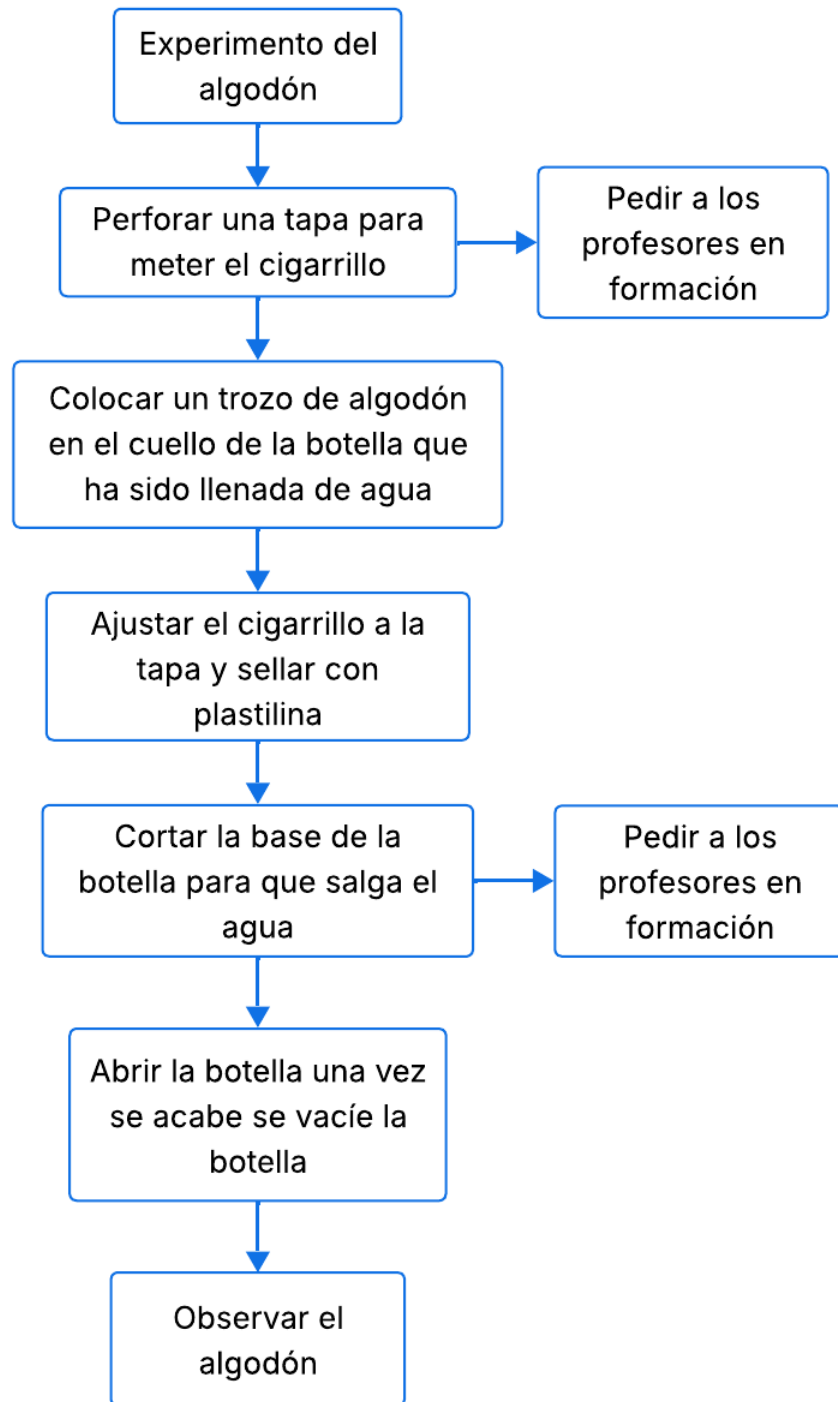 Experimento del
algodón
Perforar una tapa para
meter el cigarrillo
Pedir a los
profesores en
formación
Colocar un trozo de algodón
en el cuello de la botella que
ha sido llenada de agua
Ajustar el cigarrillo a la
tapa y sellar con
plastilina
Cortar la base de la
botella para que salga el
agua
Pedir a los
profesores en
formación
Abrir la botella una vez
se acabe se vacíe la
botella
Observar el
algodón